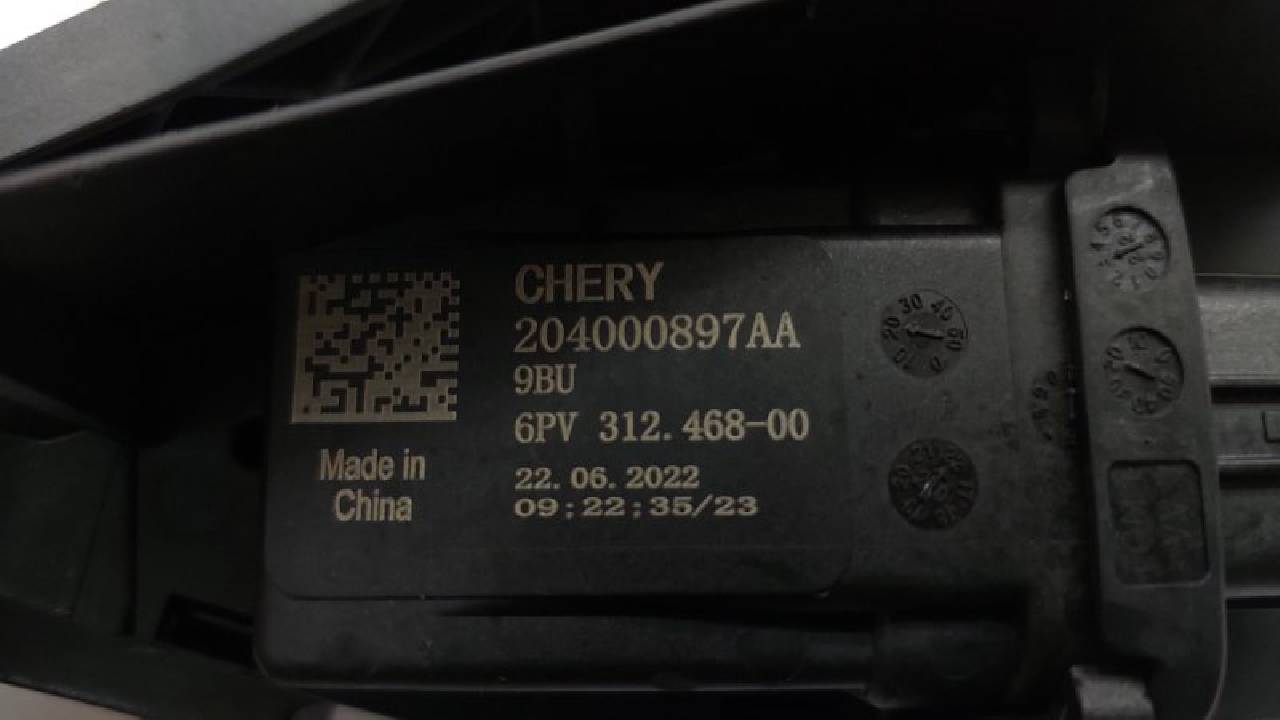 CHERY
204000897AA
9BU
6PV 312.468-00
22.06.2022
09:22:35/23
Made in
China